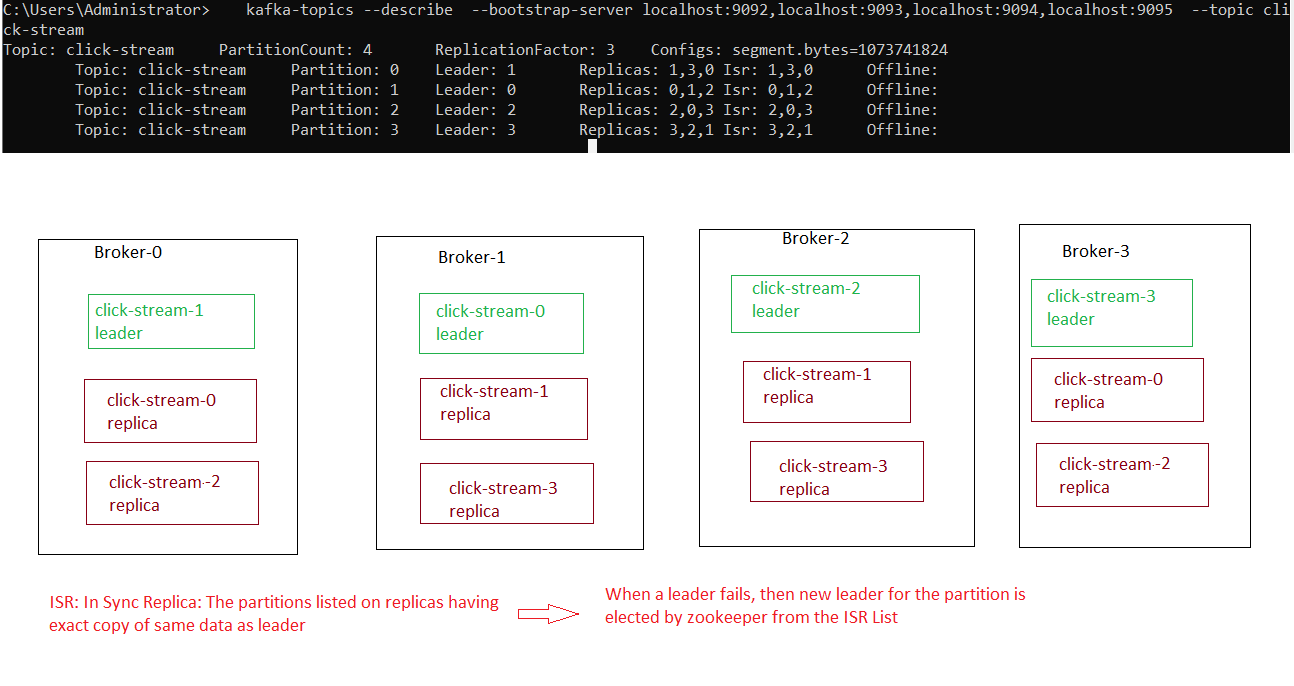 C:\Users\Administrator>    kafka-topics --describe  --bootstrap-server localhost:9092,localhost:9093,localhost:9094,localhost:9095  --topic cli
ck-stream
Topic: click-stream     PartitionCount: 4       ReplicationFactor: 3    Configs: segment.bytes=1073741824
        Topic: click-stream     Partition: 0    Leader: 1       Replicas: 1,3,0 Isr: 1,3,0      Offline:
        Topic: click-stream     Partition: 1    Leader: 0       Replicas: 0,1,2 Isr: 0,1,2      Offline:
        Topic: click-stream     Partition: 2    Leader: 2       Replicas: 2,0,3 Isr: 2,0,3      Offline:
        Topic: click-stream     Partition: 3    Leader: 3       Replicas: 3,2,1 Isr: 3,2,1      Offline:
Broker-0
click-stream-1
leader
click-stream-0
replica
click-stream--2
replica
Broker-1
click-stream-0
leader
click-stream-1
replica
click-stream-3
replica
Broker-2
click-stream-2
leader
click-stream-1
replica
click-stream-3
replica
Broker-3
click-stream-3
leader
click-stream-0
replica
click-stream--2
replica
ISR: In Sync Replica: The partitions listed on replicas having
exact copy of same data as leader
When a leader fails, then new leader for the partition is
elected by zookeeper from the ISR List